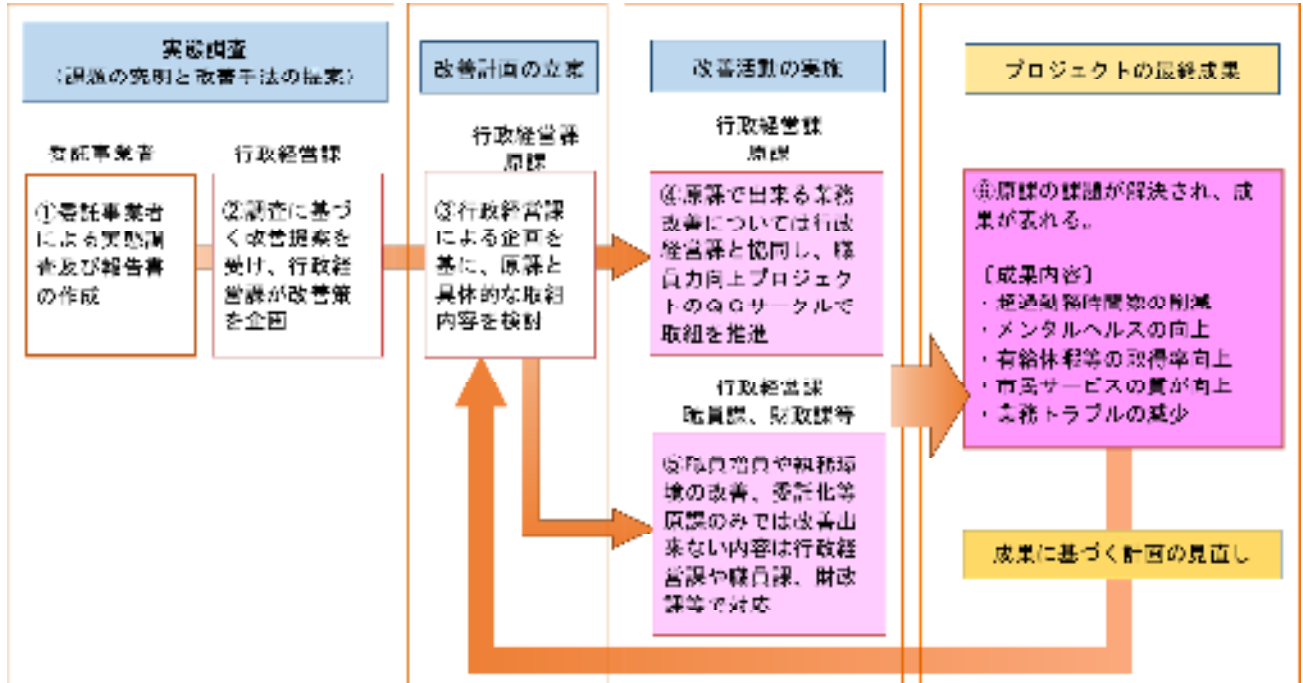 実態調査
（課題の究明と改善手法の提案）
委託事業者
①委託事業者
による実態調
査及び報告書
の作成
行政経営課
②調査に基づ
く改善提案を
受け、行政経
営課が改善策
を企画
改善計画の立案
行政経営課
原課
③行政経営課
による企画を
基に、原課と
具体的な取組
内容を検討
改善活動の実施
行政経営課
原課
④原課で出来る業務
改善については行政
経営課と協同し、職
員力向上プロジェク
トのＱＣサークルで
取組を推進
行政経営課
職員課、財政課等
⑤職員増員や執務環
境の改善、委託化等
原課のみでは改善出
来ない内容は行政経
営課や職員課、財政
課等で対応
プロジェクトの最終成果
⑥原課の課題が解決され、成
果が表れる。
［成果内容］
・超過勤務時間数の削減
・メンタルヘルスの向上
・有給休暇等の取得率向上
・市民サービスの質が向上
・業務トラブルの減少
成果に基づく計画の見直し